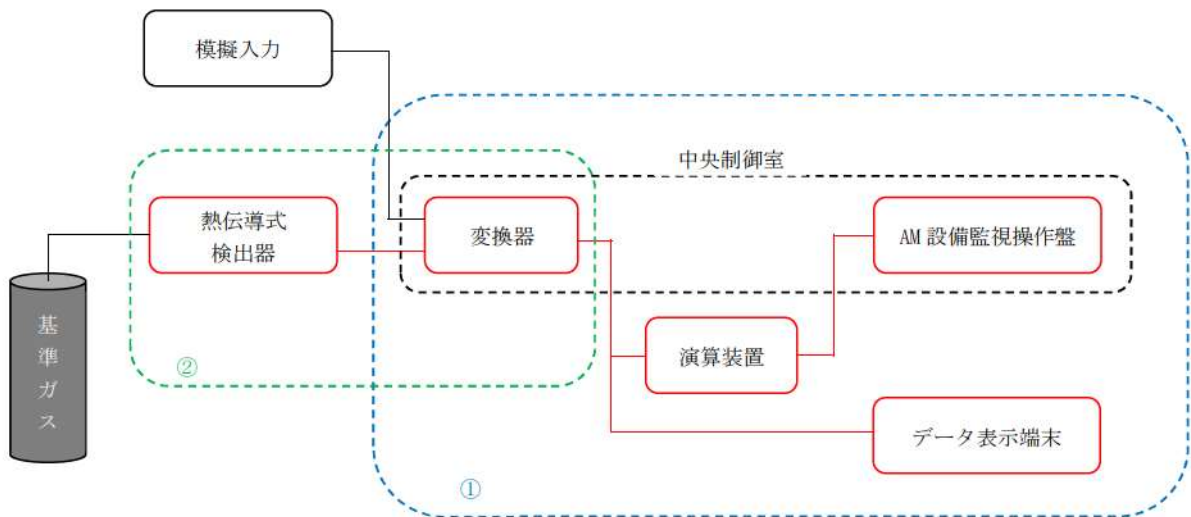 模擬入力
中央制御室
熱伝導式
検出器
変換器
AM 設備監視操作盤
基準ガス
②
演算装置
データ表示端末
①